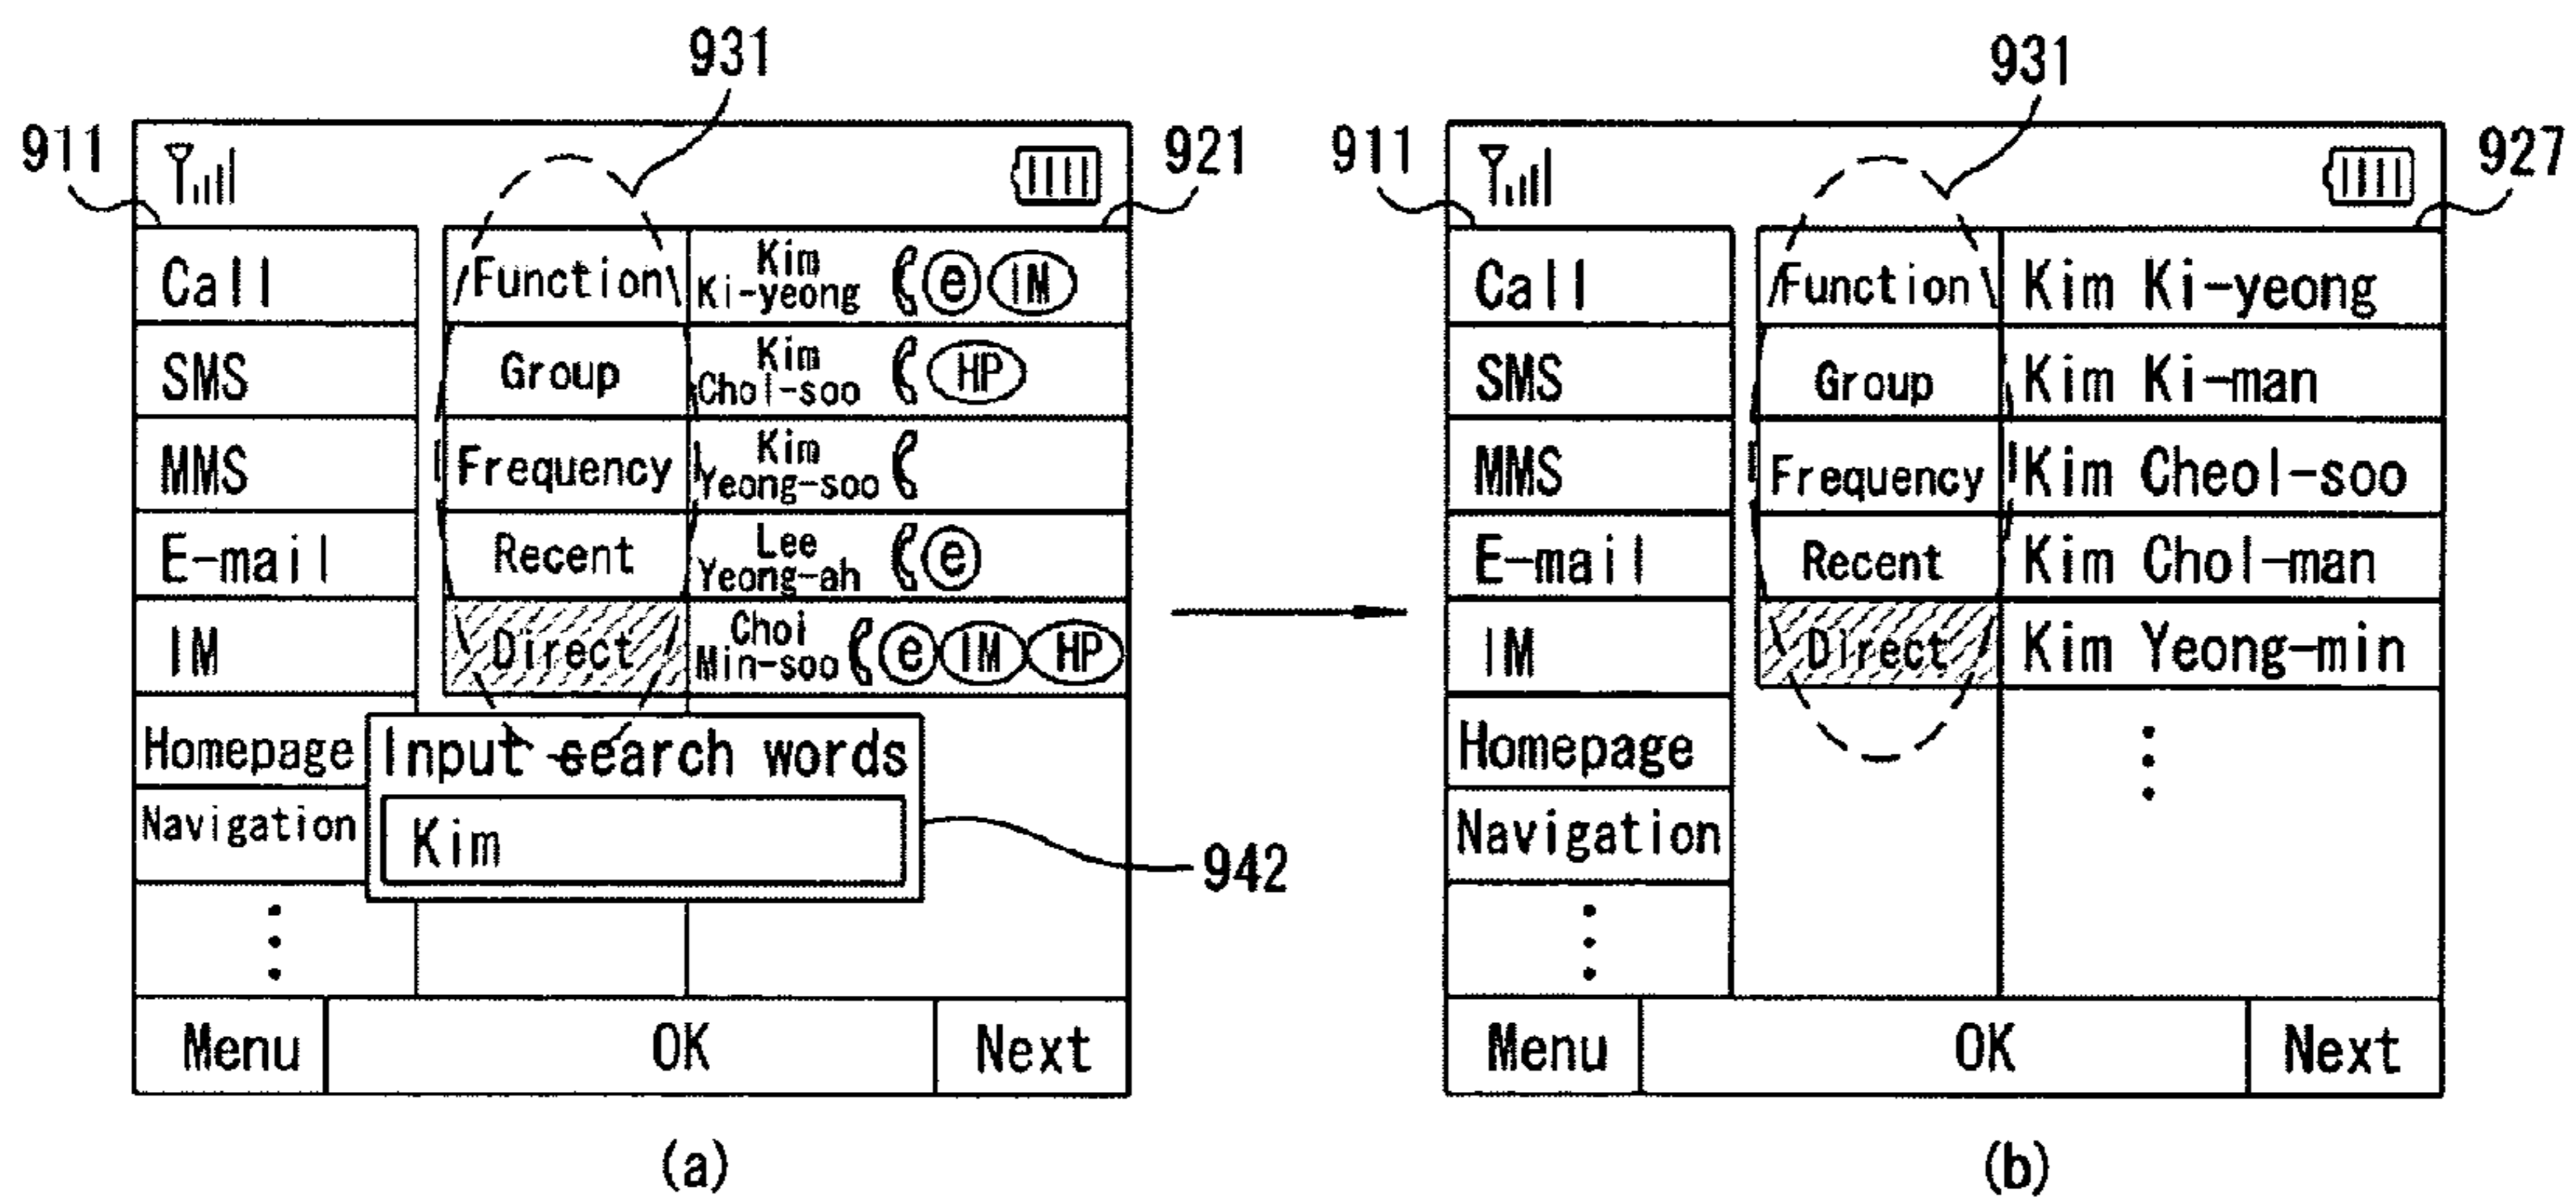 931
911
921
Call
SMS
MMS
E-mail
IM
Homepage
Navigation
Function
Group
Frequency
Recent
Direct
Kim
Ki-yeong
e IM
Kim
Chol-soo
HP
Kim
Yeong-soo
Lee
Yeong-ah
e
Choi
Min-soo
e IM HP
Input search words
Kim
942
Menu OK Next
(a)
931
911
927
Call
SMS
MMS
E-mail
IM
Homepage
Navigation
Function
Group
Frequency
Recent
Direct
Kim Ki-yeong
Kim Ki-man
Kim Cheol-soo
Kim Chol-man
Kim Yeong-min
Menu OK Next
(b)